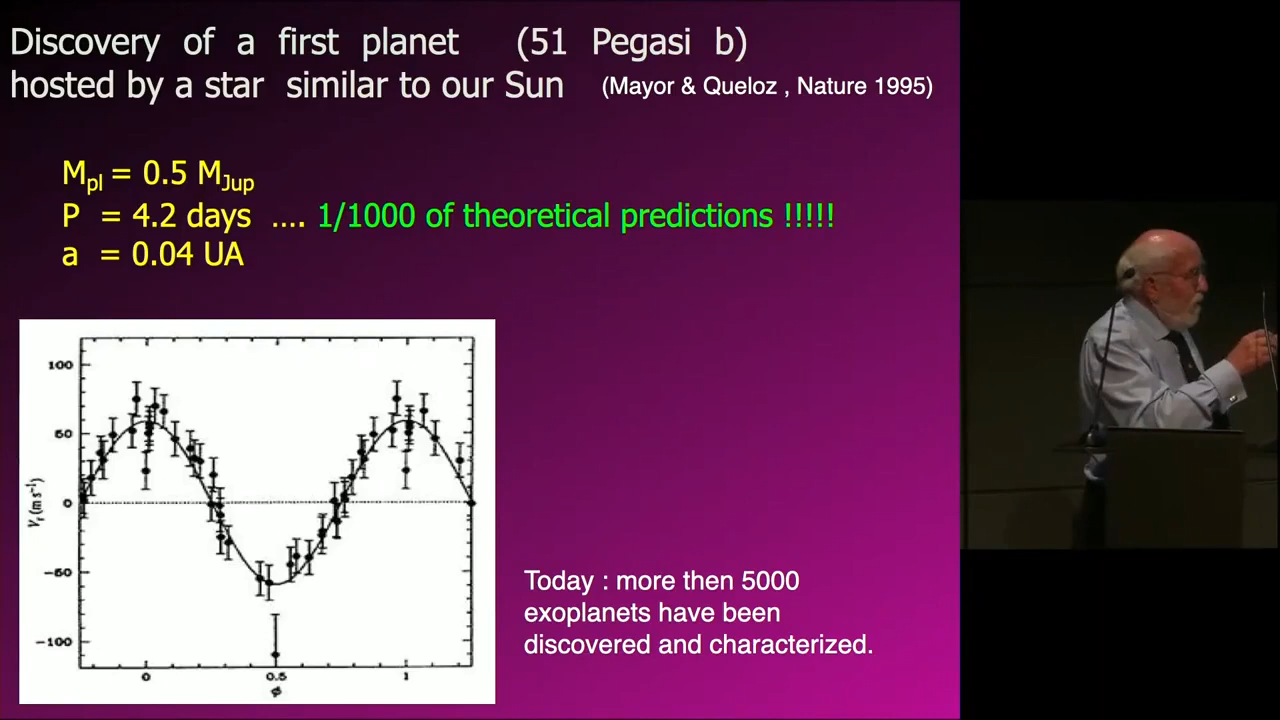 Discovery of a first planet (51 Pegasi b)
hosted by a star similar to our Sun (Mayor & Queloz , Nature 1995)
Mpl = 0.5 MJup
P = 4.2 days .... 1/1000 of theoretical predictions !!!!!
a = 0.04 UA
100
50
0
−50
−100
Vr (m s⁻¹)
0 0.5 1
ϕ
Today : more then 5000
exoplanets have been
discovered and characterized.